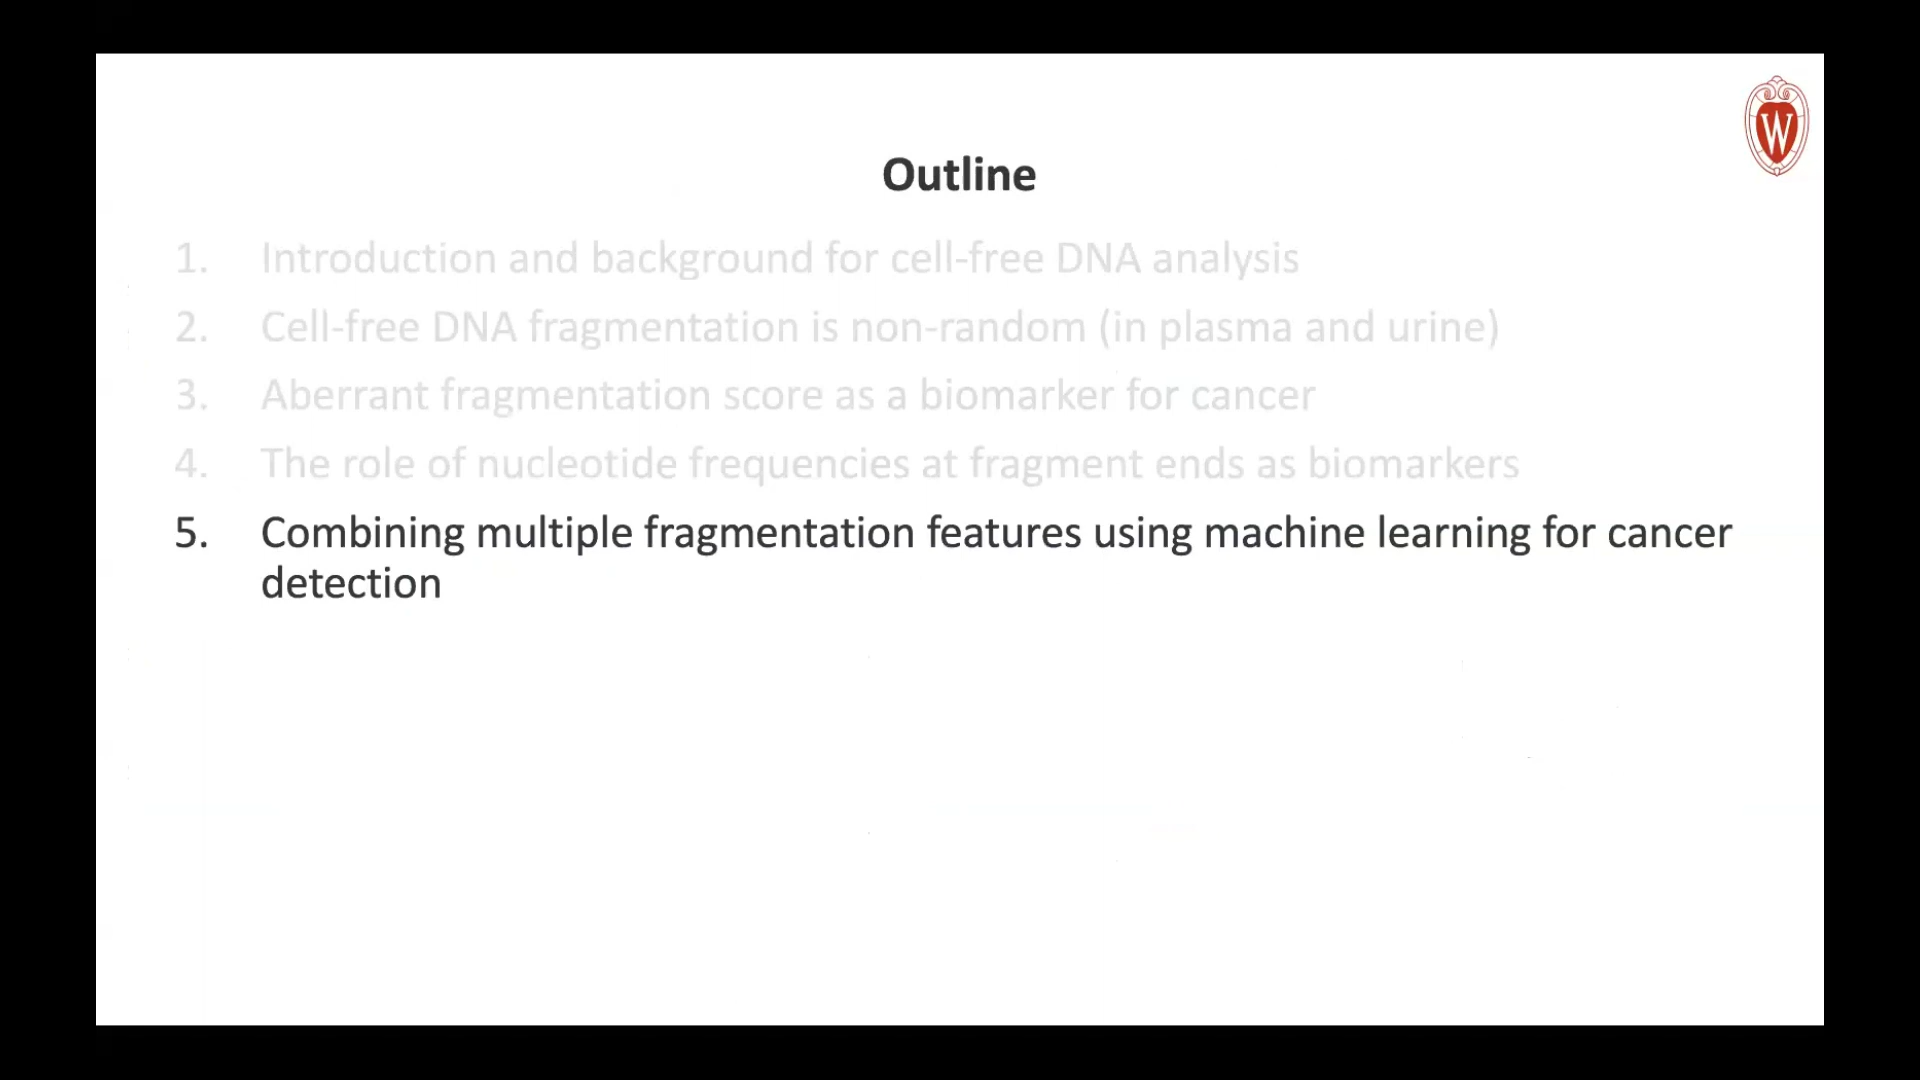 W
Outline
1. Introduction and background for cell-free DNA analysis
2. Cell-free DNA fragmentation is non-random (in plasma and urine)
3. Aberrant fragmentation score as a biomarker for cancer
4. The role of nucleotide frequencies at fragment ends as biomarkers
5. Combining multiple fragmentation features using machine learning for cancer
detection